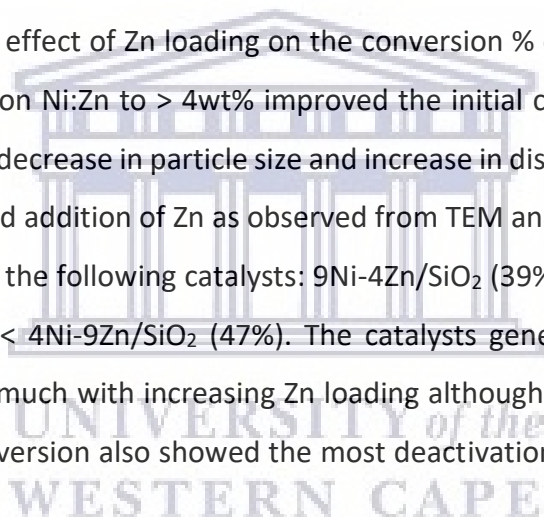 effect of Zn loading on the conversion %
on Ni:Zn to > 4wt% improved the initial
decrease in particle size and increase in dis
d addition of Zn as observed from TEM an
the following catalysts: 9Ni-4Zn/SiO₂ (39%
< 4Ni-9Zn/SiO₂ (47%). The catalysts gene
much with increasing Zn loading although
version also showed the most deactivation
UNIVERSITY of the
WESTERN CAPE